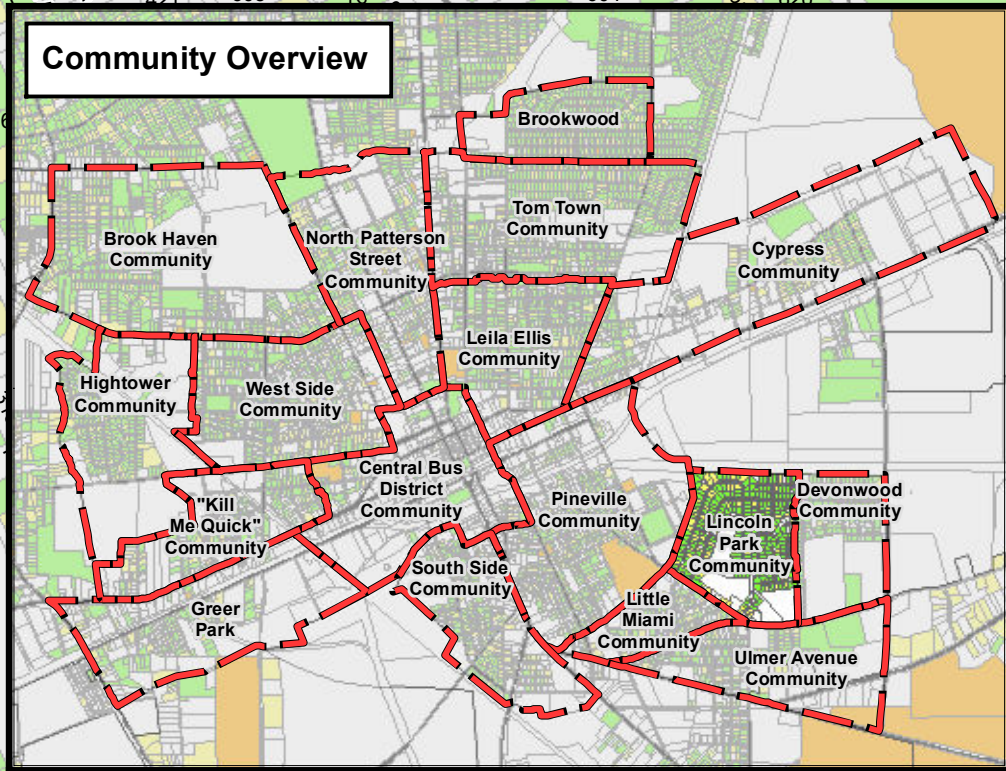 Community Overview
Brookwood
Tom Town
Community
Brook Haven
Community
North Patterson
Street
Community
Cypress
Community
Leila Ellis
Community
Hightower
Community
West Side
Community
Central Bus
District
Community
"Kill
Me Quick"
Community
Pineville
Community
Devonwood
Community
Lincoln
Park
Community
South Side
Community
Greer
Park
Little
Miami
Community
Ulmer Avenue
Community